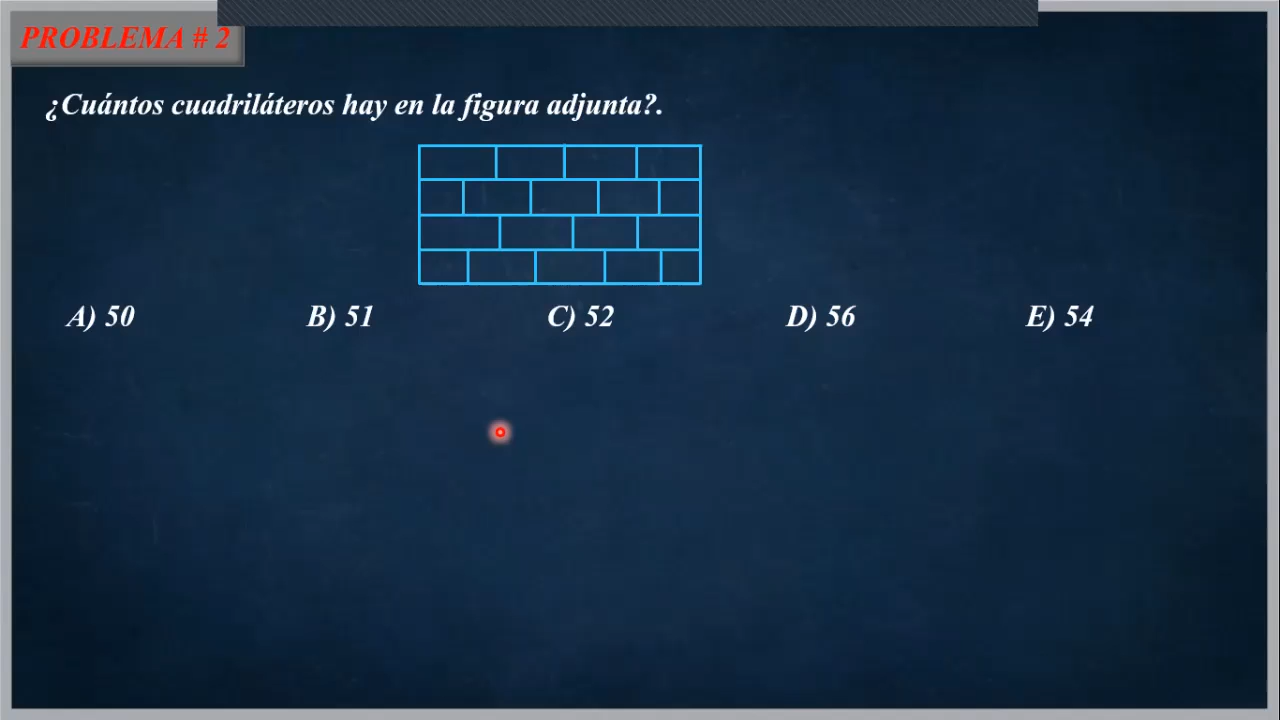 PROBLEMA # 2
¿Cuántos cuadriláteros hay en la figura adjunta?.
A) 50 B) 51 C) 52 D) 56 E) 54